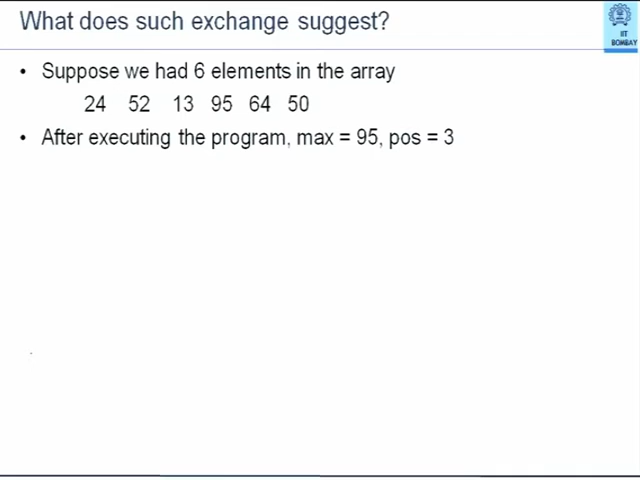 What does such exchange suggest?
IIT
BOMBAY
• Suppose we had 6 elements in the array
24 52 13 95 64 50
• After executing the program, max = 95, pos = 3